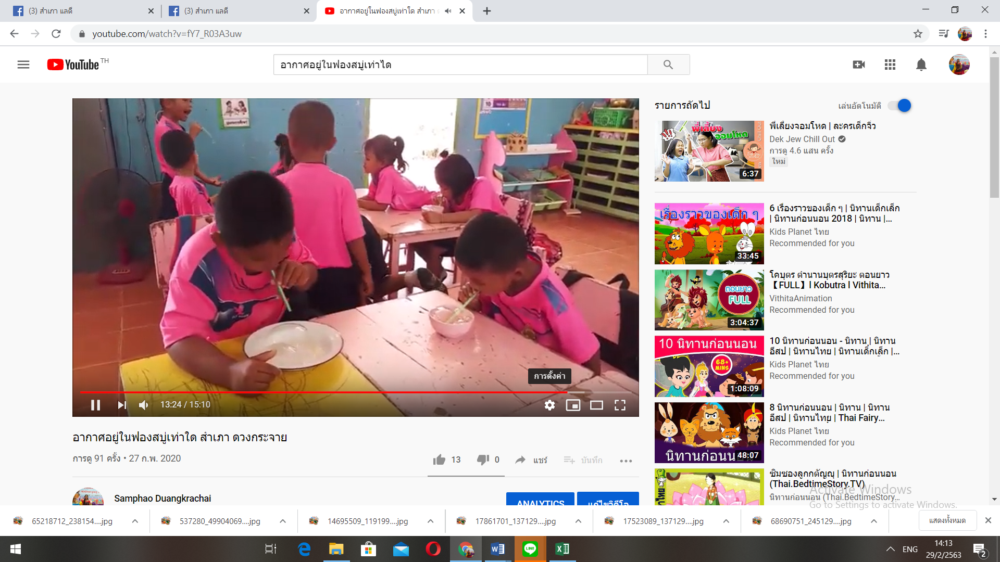 (3) สำเภา แลดี
(3) สำเภา แลดี
อากาศอยู่ในฟองสบู่เท่าใด สำเภา
youtube.com/watch?v=fY7_R03A3uw
YouTube TH
อากาศอยู่ในฟองสบู่เท่าใด
การตั้งค่า
13:24 / 15:10
อากาศอยู่ในฟองสบู่เท่าใด สำเภา ดวงกระจาย
การดู 91 ครั้ง • 27 ก.พ. 2020
13
0
แชร์
บันทึก
Samphao Duangkrachai
ANALYTICS
แก้ไขวิดีโอ
รายการถัดไป
เล่นอัตโนมัติ
พี่เลี้ยงจอมโหด
6:37
พี่เลี้ยงจอมโหด | ละครเด็กจิ๋ว
Dek Jew Chill Out
การดู 4.6 แสน ครั้ง
ใหม่
เรื่องราวของเด็ก ๆ
33:45
6 เรื่องราวของเด็ก ๆ | นิทานเด็กเล็ก
| นิทานก่อนนอน 2018 | นิทาน |...
Kids Planet ไทย
Recommended for you
ตอนยาว
FULL
3:04:37
โคบุตร ตำนานบุตรสุริยะ ตอนยาว
【FULL】l Kobutra l Vithita...
VithitaAnimation
Recommended for you
10 นิทานก่อนนอน
68+
MINS
1:08:09
10 นิทานก่อนนอน - นิทาน | นิทาน
อีสป | นิทานไทย | นิทานเด็กเล็ก |...
Kids Planet ไทย
Recommended for you
นิทานก่อนน
48:07
8 นิทานก่อนนอน | นิทาน | นิทาน
อีสป | นิทานไทย | Thai Fairy...
Kids Planet ไทย
Recommended for you
ซิมซองลูกกตัญญู | นิทานก่อนนอน
(Thai.BedtimeStory.TV)
นิทานก่อนนอน (Thai.BedtimeStory...
Activate Windows
Go to Settings to activate Windows.
65218712_238154....jpg
537280_49904069....jpg
14695509_119199....jpg
17861701_137129....jpg
17523089_137129....jpg
68690751_245129....jpg
แสดงทั้งหมด
LINE
ENG
14:13
29/2/2563
2